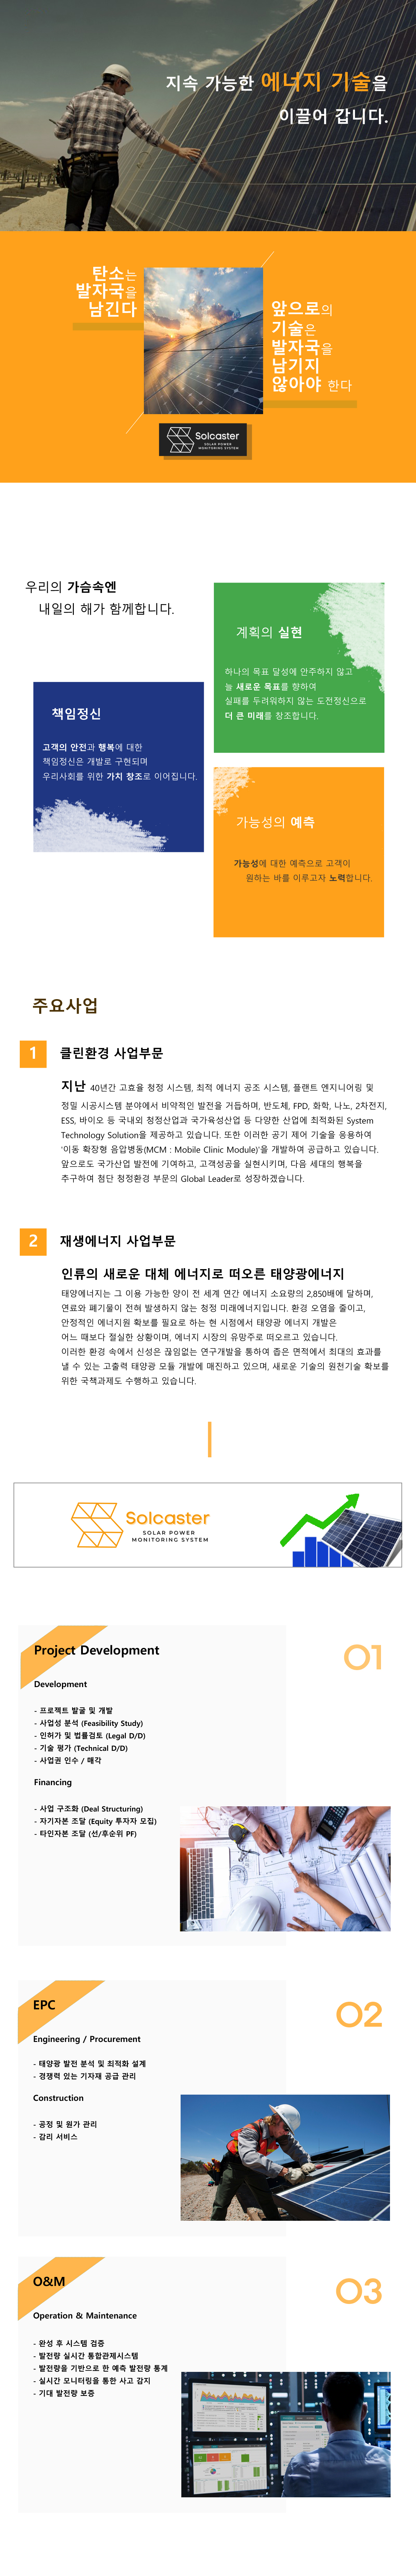 지속 가능한 에너지 기술을
이끌어 갑니다.
탄소는
발자국을
남긴다
앞으로의
기술은
발자국을
남기지
않아야 한다
Solcaster
SOLAR POWER
MONITORING SYSTEM
우리의 가슴속엔
내일의 해가 함께합니다.
계획의 실현
하나의 목표 달성에 안주하지 않고
늘 새로운 목표를 향하여
실패를 두려워하지 않는 도전정신으로
더 큰 미래를 창조합니다.
책임정신
고객의 안전과 행복에 대한
책임정신은 개발로 구현되며
우리사회를 위한 가치 창조로 이어집니다.
가능성의 예측
가능성에 대한 예측으로 고객이
원하는 바를 이루고자 노력합니다.
주요사업
1 클린환경 사업부문
지난 40년간 고효율 청정 시스템, 최적 에너지 공조 시스템, 플랜트 엔지니어링 및
정밀 시공시스템 분야에서 비약적인 발전을 거듭하며, 반도체, FPD, 화학, 나노, 2차전지,
ESS, 바이오 등 국내외 청정산업과 국가육성산업 등 다양한 산업에 최적화된 System
Technology Solution을 제공하고 있습니다. 또한 이러한 공기 제어 기술을 응용하여
'이동 확장형 음압병동(MCM : Mobile Clinic Module)'을 개발하여 공급하고 있습니다.
앞으로도 국가산업 발전에 기여하고, 고객성공을 실현시키며, 다음 세대의 행복을
추구하여 첨단 청정환경 부문의 Global Leader로 성장하겠습니다.
2 재생에너지 사업부문
인류의 새로운 대체 에너지로 떠오른 태양광에너지
태양에너지는 그 이용 가능한 양이 전 세계 연간 에너지 소요량의 2,850배에 달하며,
연료와 폐기물이 전혀 발생하지 않는 청정 미래에너지입니다. 환경 오염을 줄이고,
안정적인 에너지원 확보를 필요로 하는 현 시점에서 태양광 에너지 개발은
어느 때보다 절실한 상황이며, 에너지 시장의 유망주로 떠오르고 있습니다.
이러한 환경 속에서 신성은 끊임없는 연구개발을 통하여 좁은 면적에서 최대의 효과를
낼 수 있는 고출력 태양광 모듈 개발에 매진하고 있으며, 새로운 기술의 원천기술 확보를
위한 국책과제도 수행하고 있습니다.
Solcaster
SOLAR POWER
MONITORING SYSTEM
Project Development
01
Development
- 프로젝트 발굴 및 개발
- 사업성 분석 (Feasibility Study)
- 인허가 및 법률검토 (Legal D/D)
- 기술 평가 (Technical D/D)
- 사업권 인수 / 매각
Financing
- 사업 구조화 (Deal Structuring)
- 자기자본 조달 (Equity 투자자 모집)
- 타인자본 조달 (선/후순위 PF)
EPC
02
Engineering / Procurement
- 태양광 발전 분석 및 최적화 설계
- 경쟁력 있는 기자재 공급 관리
Construction
- 공정 및 원가 관리
- 감리 서비스
O&M
03
Operation & Maintenance
- 완성 후 시스템 검증
- 발전량 실시간 통합관제시스템
- 발전량을 기반으로 한 예측 발전량 통계
- 실시간 모니터링을 통한 사고 감지
- 기대 발전량 보증